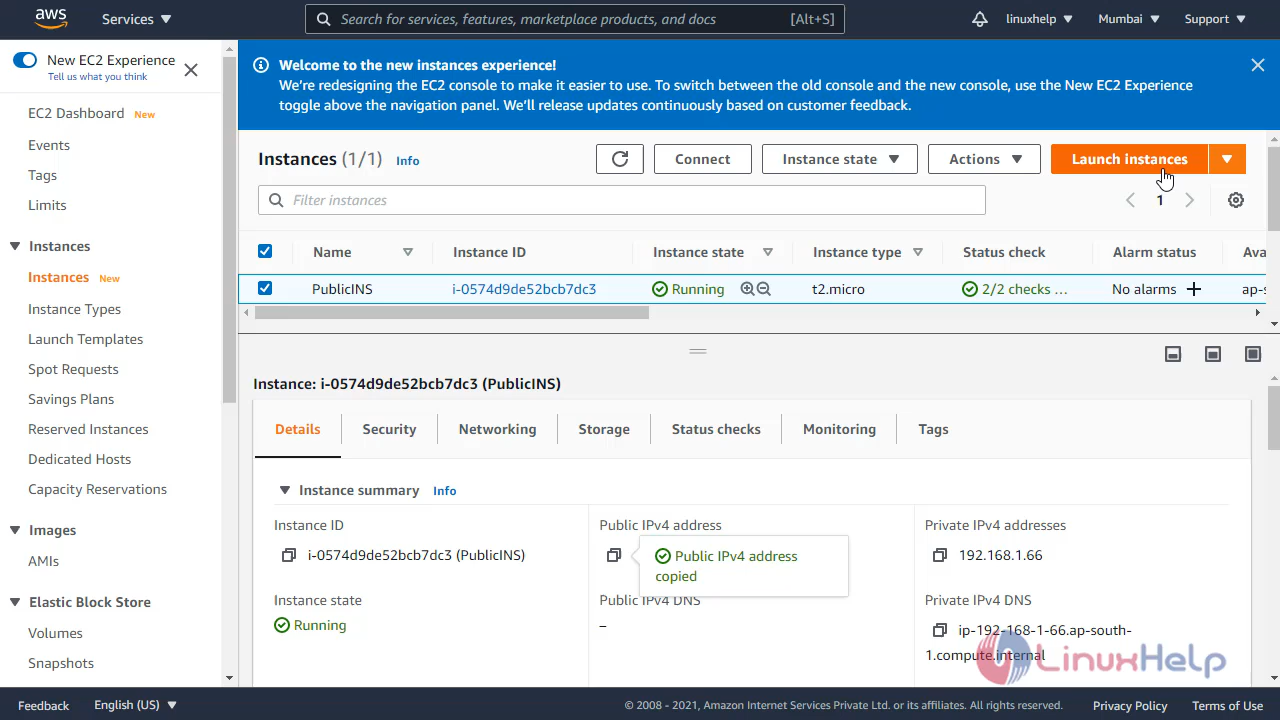 aws
Services
Search for services, features, marketplace products, and docs
[Alt+S]
linuxhelp
Mumbai
Support
New EC2 Experience
Tell us what you think
EC2 Dashboard New
Events
Tags
Limits
Instances
Instances New
Instance Types
Launch Templates
Spot Requests
Savings Plans
Reserved Instances
Dedicated Hosts
Capacity Reservations
Images
AMIs
Elastic Block Store
Volumes
Snapshots
Welcome to the new instances experience!
We're redesigning the EC2 console to make it easier to use. To switch between the old console and the new console, use the New EC2 Experience
toggle above the navigation panel. We'll release updates continuously based on customer feedback.
Instances (1/1) Info
Connect
Instance state
Actions
Launch instances
Filter instances
1
Name
Instance ID
Instance state
Instance type
Status check
Alarm status
Ava
PublicINS
i-0574d9de52bcb7dc3
Running
t2.micro
2/2 checks ...
No alarms
ap-s
Instance: i-0574d9de52bcb7dc3 (PublicINS)
Details
Security
Networking
Storage
Status checks
Monitoring
Tags
Instance summary Info
Instance ID
i-0574d9de52bcb7dc3 (PublicINS)
Public IPv4 address
Public IPv4 address
copied
Private IPv4 addresses
192.168.1.66
Instance state
Running
Public IPv4 DNS
–
Private IPv4 DNS
ip-192-168-1-66.ap-south-
1.compute.internal
LinuxHelp
Feedback
English (US)
© 2008 - 2021, Amazon Internet Services Private Ltd. or its affiliates. All rights reserved.
Privacy Policy
Terms of Use